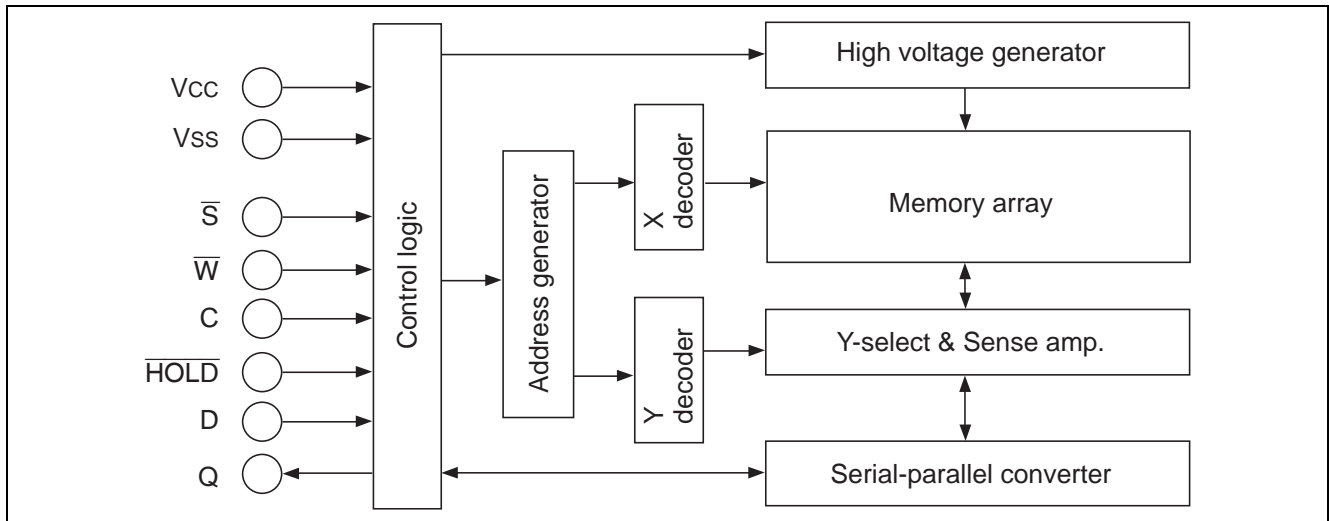 VCC
VSS
S̅
W̅
C
H̅O̅L̅D̅
D
Q
Control logic
Address generator
X
decoder
Y
decoder
High voltage generator
Memory array
Y-select & Sense amp.
Serial-parallel converter